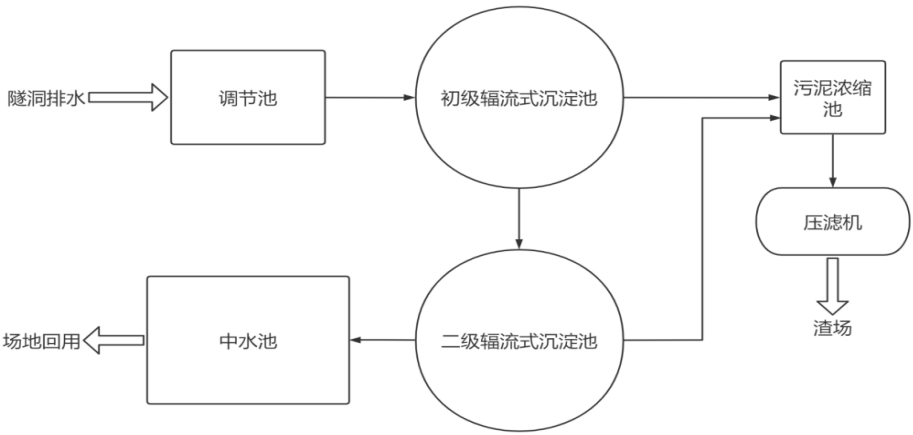 隧洞排水
调节池
初级辐流式沉淀池
污泥浓缩
池
压滤机
渣场
二级辐流式沉淀池
中水池
场地回用